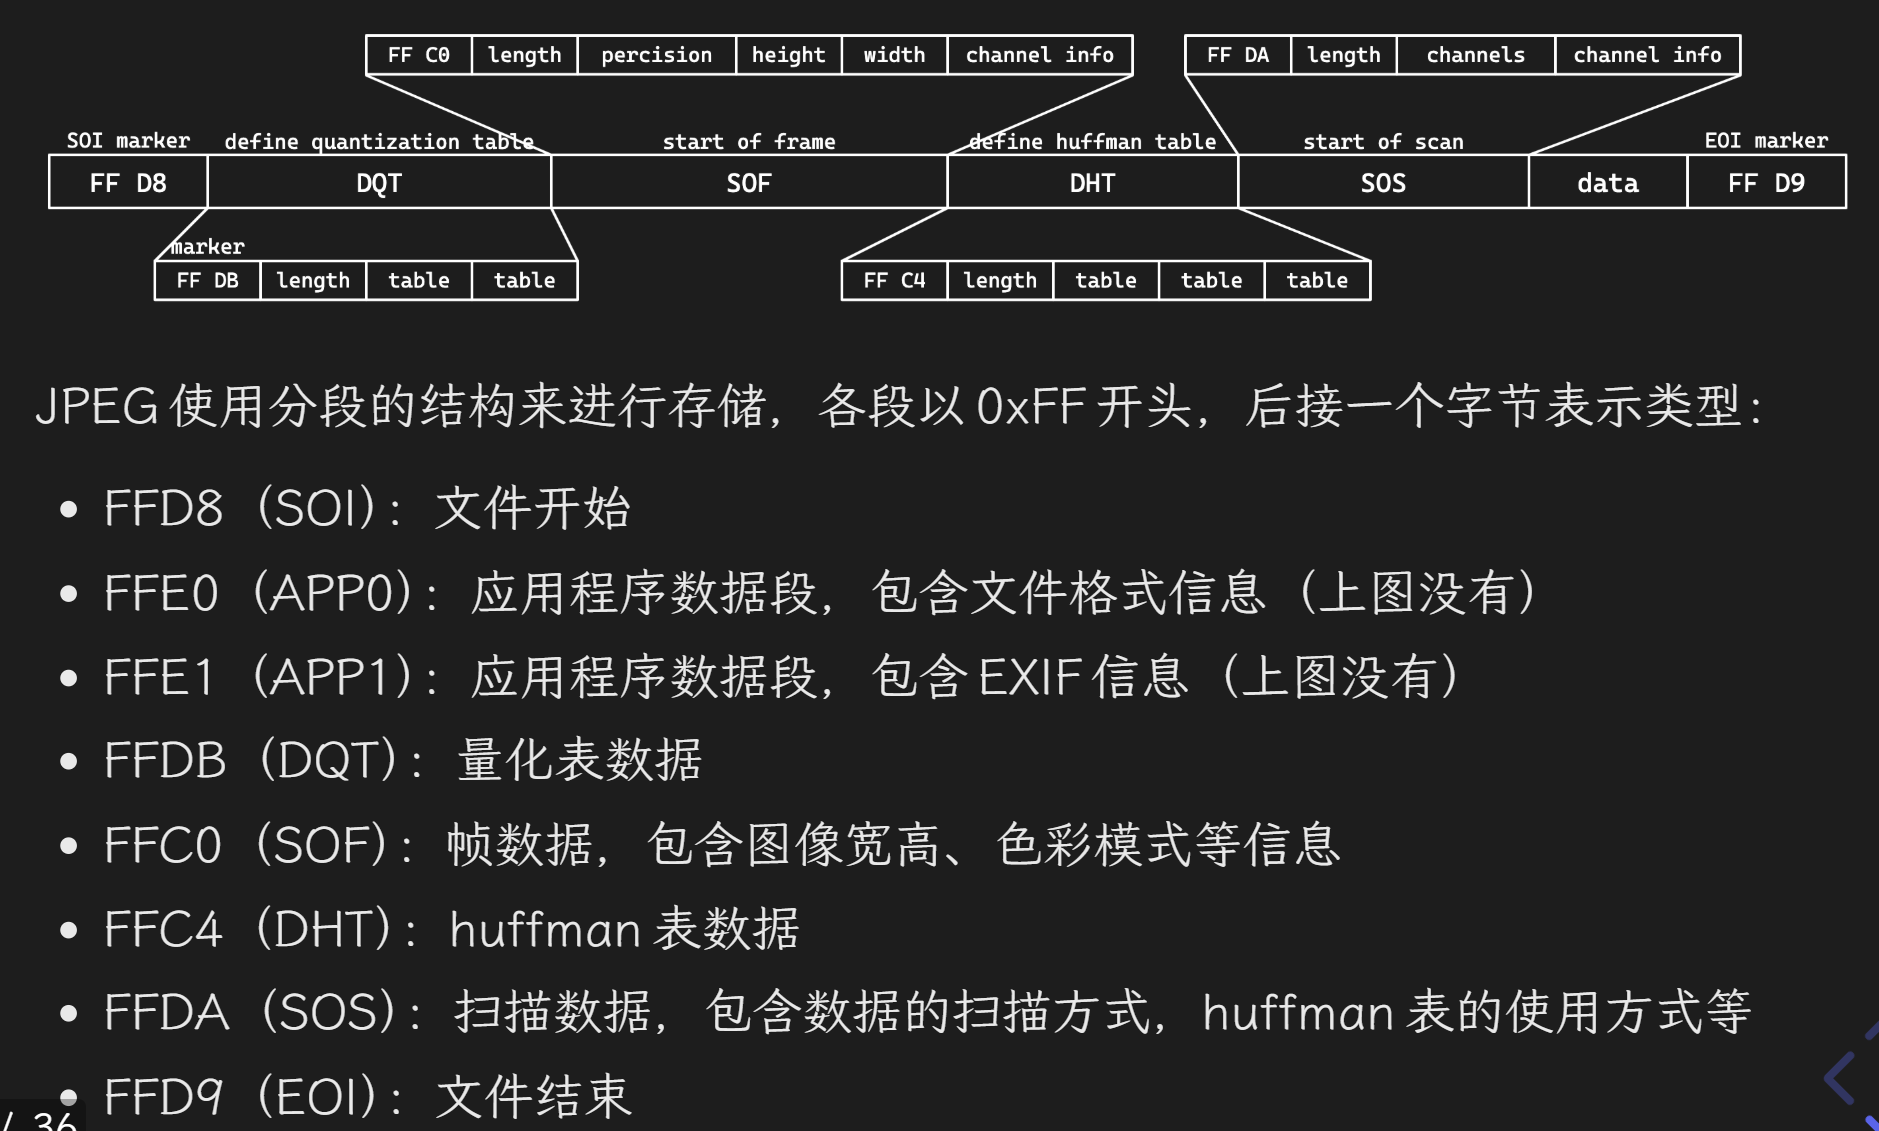 FF C0 length percision height width channel info FF DA length channels channel info
SOI marker define quantization table start of frame define huffman table start of scan EOI marker
FF D8 DQT SOF DHT SOS data FF D9
marker
FF DB length table table FF C4 length table table table
JPEG 使用分段的结构来进行存储，各段以 0xFF 开头，后接一个字节表示类型：
• FFD8（SOI）：文件开始
• FFE0（APP0）：应用程序数据段，包含文件格式信息（上图没有）
• FFE1（APP1）：应用程序数据段，包含 EXIF 信息（上图没有）
• FFDB（DQT）：量化表数据
• FFC0（SOF）：帧数据，包含图像宽高、色彩模式等信息
• FFC4（DHT）：huffman 表数据
• FFDA（SOS）：扫描数据，包含数据的扫描方式，huffman 表的使用方式等
• FFD9（EOI）：文件结束
/ 36